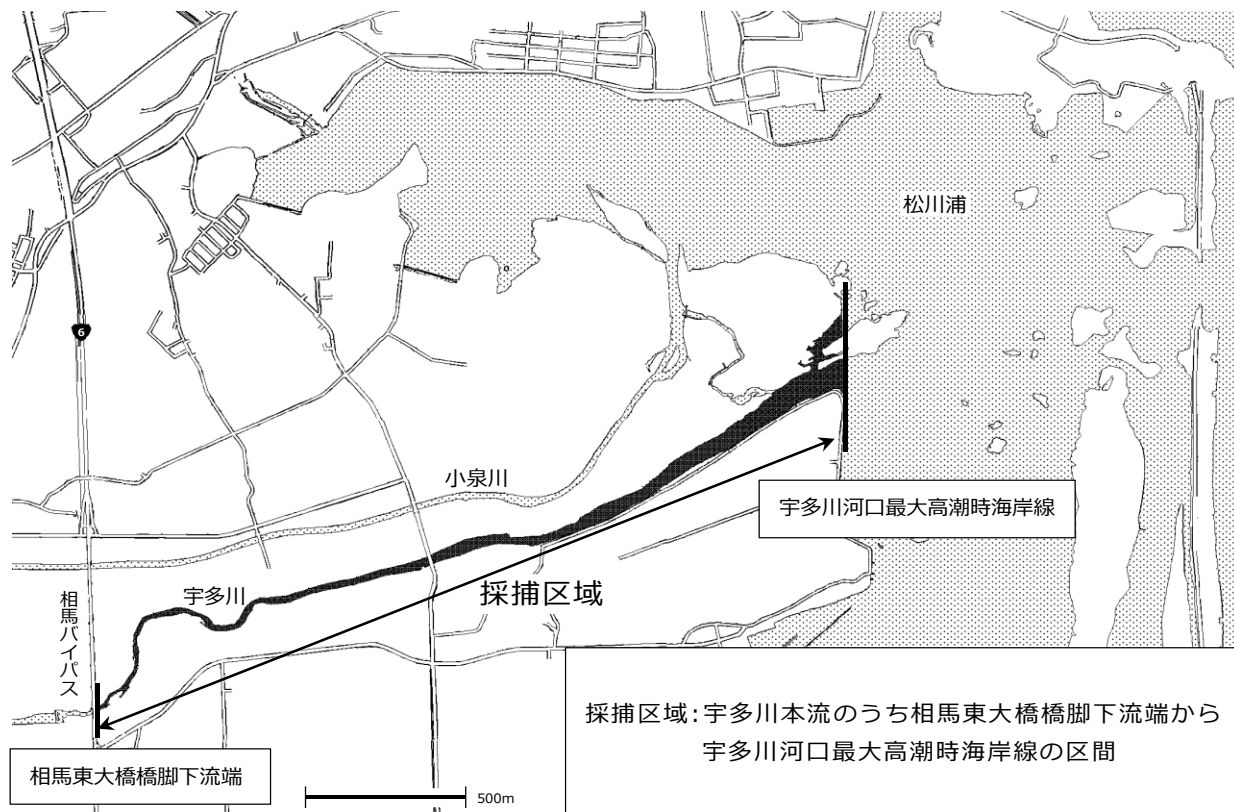 松川浦
6
小泉川
宇多川河口最大高潮時海岸線
宇多川
採捕区域
相馬バイパス
採捕区域:宇多川本流のうち相馬東大橋橋脚下流端から
宇多川河口最大高潮時海岸線の区間
相馬東大橋橋脚下流端
500m